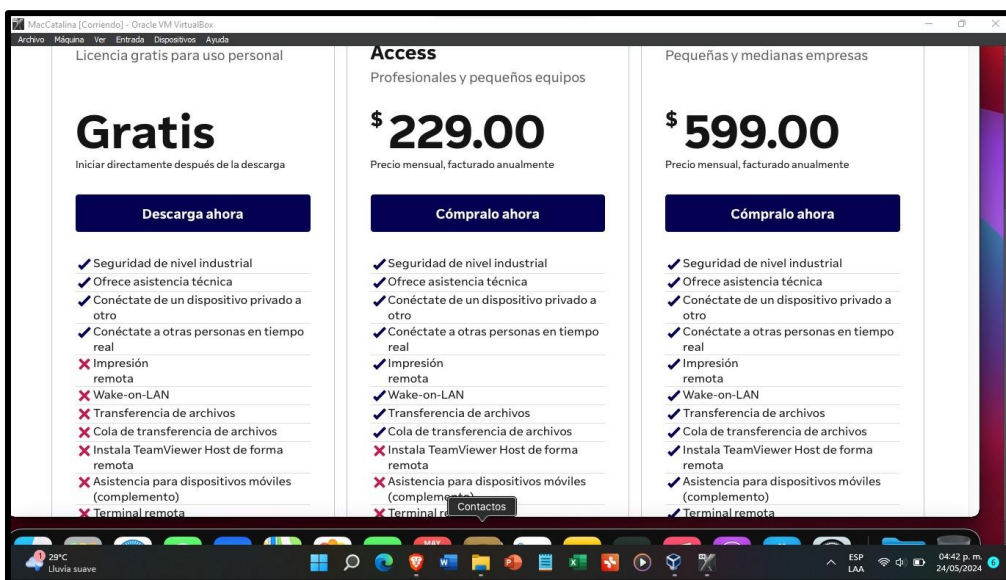 MacCatalina [Corriendo] - Oracle VM VirtualBox
Archivo Máquina Ver Entrada Dispositivos Ayuda
Licencia gratis para uso personal
Gratis
Iniciar directamente después de la descarga
Descarga ahora
Seguridad de nivel industrial
Ofrece asistencia técnica
Conéctate de un dispositivo privado a
otro
Conéctate a otras personas en tiempo
real
Impresión
remota
Wake-on-LAN
Transferencia de archivos
Cola de transferencia de archivos
Instala TeamViewer Host de forma
remota
Asistencia para dispositivos móviles
(complemento)
Terminal remota
Access
Profesionales y pequeños equipos
$229.00
Precio mensual, facturado anualmente
Cómpralo ahora
Seguridad de nivel industrial
Ofrece asistencia técnica
Conéctate de un dispositivo privado a
otro
Conéctate a otras personas en tiempo
real
Impresión
remota
Wake-on-LAN
Transferencia de archivos
Cola de transferencia de archivos
Instala TeamViewer Host de forma
remota
Asistencia para dispositivos móviles
Terminal
Pequeñas y medianas empresas
$599.00
Precio mensual, facturado anualmente
Cómpralo ahora
Seguridad de nivel industrial
Ofrece asistencia técnica
Conéctate de un dispositivo privado a
otro
Conéctate a otras personas en tiempo
real
Impresión
remota
Wake-on-LAN
Transferencia de archivos
Cola de transferencia de archivos
Instala TeamViewer Host de forma
remota
Asistencia para dispositivos móviles
(complemento)
Terminal remota
Contactos
MAY
1
29°C
Lluvia suave
ESP
LAA
04:42 p. m.
24/05/2024
6